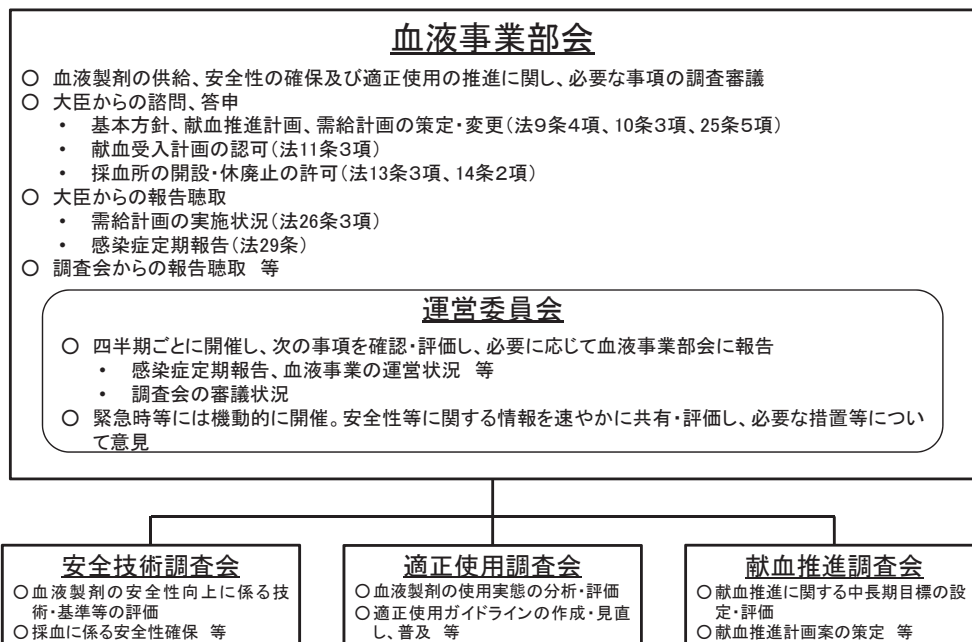 血液事業部会
○ 血液製剤の供給、安全性の確保及び適正使用の推進に関し、必要な事項の調査審議
○ 大臣からの諮問、答申
・ 基本方針、献血推進計画、需給計画の策定・変更(法9条4項、10条3項、25条5項)
・ 献血受入計画の認可(法11条3項)
・ 採血所の開設・休廃止の許可(法13条3項、14条2項)
○ 大臣からの報告聴取
・ 需給計画の実施状況(法26条3項)
・ 感染症定期報告(法29条)
○ 調査会からの報告聴取 等
運営委員会
○ 四半期ごとに開催し、次の事項を確認・評価し、必要に応じて血液事業部会に報告
・ 感染症定期報告、血液事業の運営状況 等
・ 調査会の審議状況
○ 緊急時等には機動的に開催。安全性等に関する情報を速やかに共有・評価し、必要な措置等につい
て意見
安全技術調査会
○血液製剤の安全性向上に係る技
術・基準等の評価
○採血に係る安全性確保 等
適正使用調査会
○血液製剤の使用実態の分析・評価
○適正使用ガイドラインの作成・見直
し、普及 等
献血推進調査会
○献血推進に関する中長期目標の設
定・評価
○献血推進計画案の策定 等